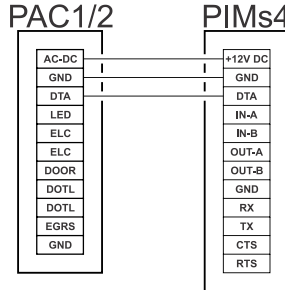 PAC1/2
PIMs4
AC-DC
GND
DTA
LED
ELC
ELC
DOOR
DOTL
DOTL
EGRS
GND
+12V DC
GND
DTA
IN-A
IN-B
OUT-A
OUT-B
GND
RX
TX
CTS
RTS